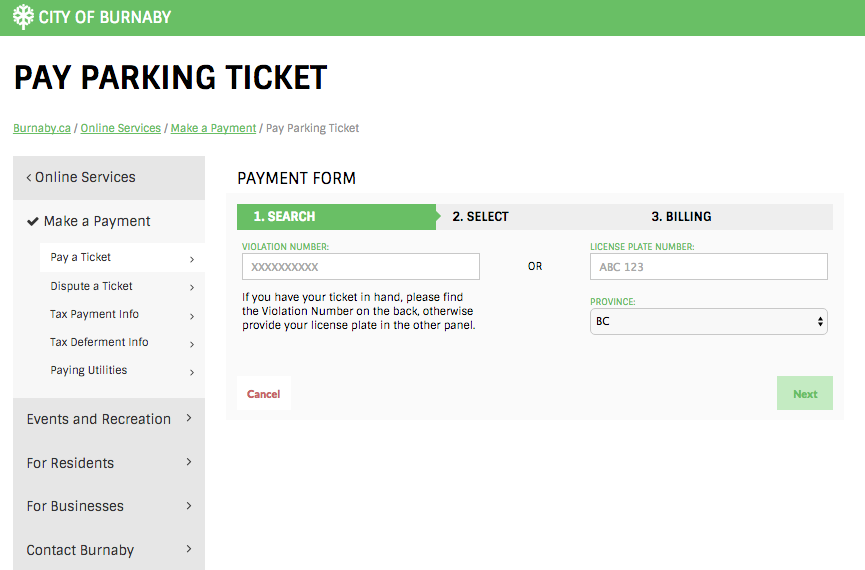 CITY OF BURNABY
PAY PARKING TICKET
Burnaby.ca / Online Services / Make a Payment / Pay Parking Ticket
< Online Services
Make a Payment
Pay a Ticket >
Dispute a Ticket >
Tax Payment Info >
Tax Deferment Info >
Paying Utilities >
Events and Recreation >
For Residents >
For Businesses >
Contact Burnaby >
PAYMENT FORM
1. SEARCH
2. SELECT
3. BILLING
VIOLATION NUMBER:
XXXXXXXXXX
If you have your ticket in hand, please find
the Violation Number on the back, otherwise
provide your license plate in the other panel.
OR
LICENSE PLATE NUMBER:
ABC 123
PROVINCE:
BC
Cancel
Next